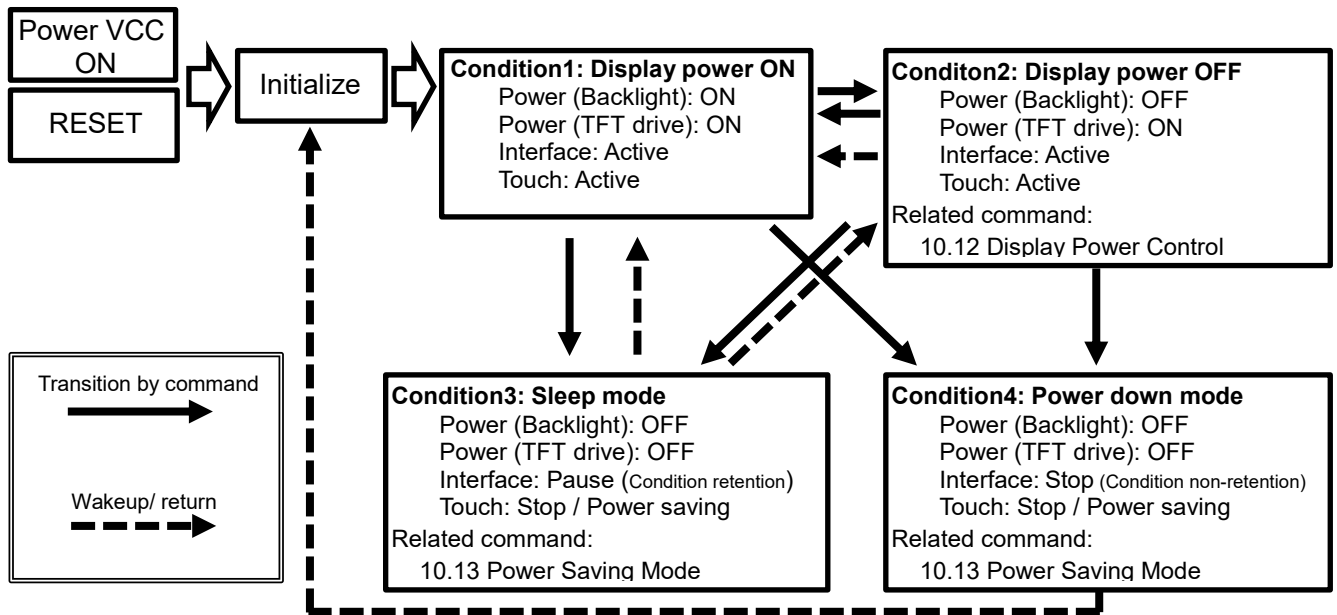 Power VCC
ON
RESET
Initialize
Condition1: Display power ON
Power (Backlight): ON
Power (TFT drive): ON
Interface: Active
Touch: Active
Conditon2: Display power OFF
Power (Backlight): OFF
Power (TFT drive): ON
Interface: Active
Touch: Active
Related command:
10.12 Display Power Control
Transition by command
Wakeup/ return
Condition3: Sleep mode
Power (Backlight): OFF
Power (TFT drive): OFF
Interface: Pause (Condition retention)
Touch: Stop / Power saving
Related command:
10.13 Power Saving Mode
Condition4: Power down mode
Power (Backlight): OFF
Power (TFT drive): OFF
Interface: Stop (Condition non-retention)
Touch: Stop / Power saving
Related command:
10.13 Power Saving Mode